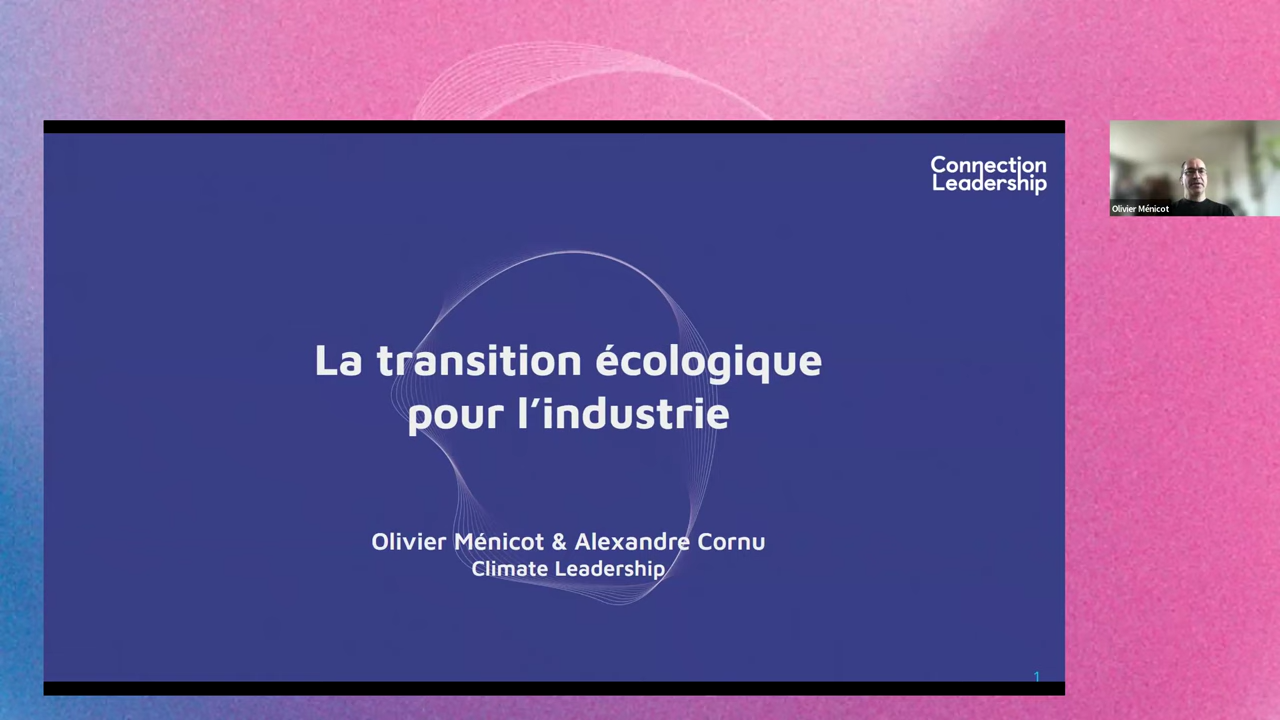 Connection
Leadership
Olivier Ménicot
La transition écologique
pour l’industrie
Olivier Ménicot & Alexandre Cornu
Climate Leadership
1